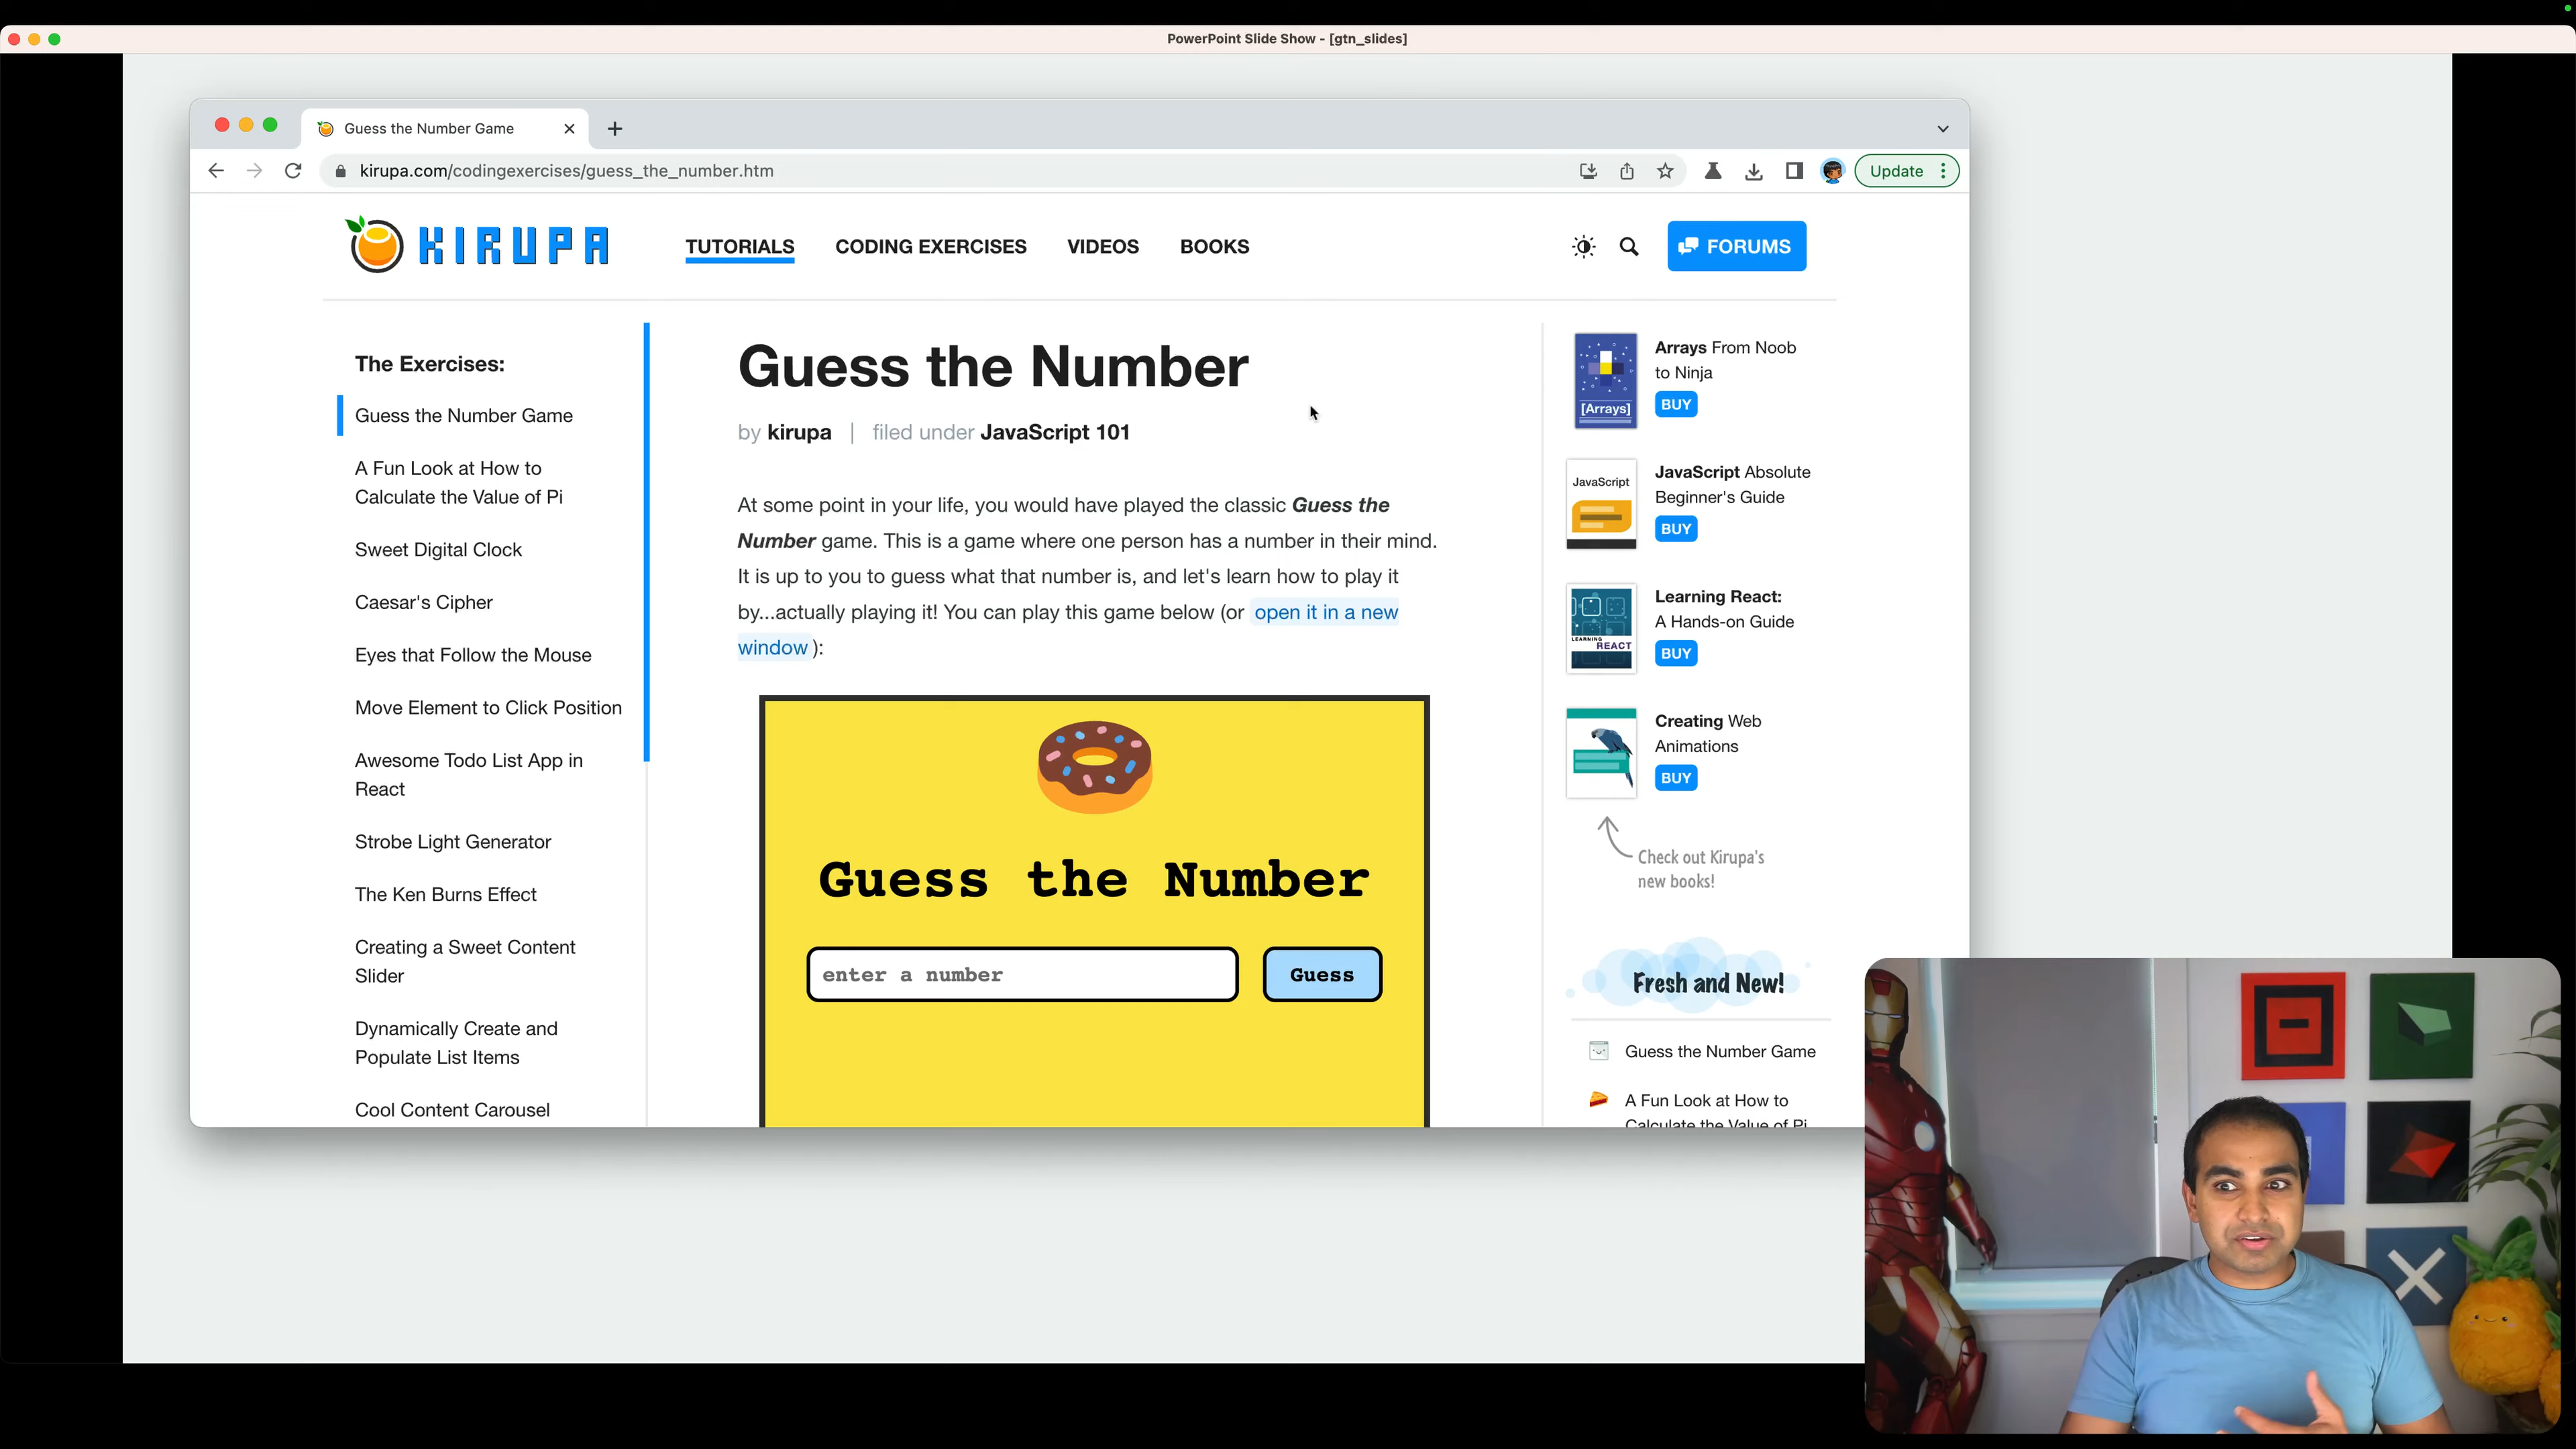 PowerPoint Slide Show - [gtn_slides]
Guess the Number Game
kirupa.com/codingexercises/guess_the_number.htm
Update
KIRUPA
TUTORIALS
CODING EXERCISES
VIDEOS
BOOKS
FORUMS
The Exercises:
Guess the Number Game
A Fun Look at How to
Calculate the Value of Pi
Sweet Digital Clock
Caesar's Cipher
Eyes that Follow the Mouse
Move Element to Click Position
Awesome Todo List App in
React
Strobe Light Generator
The Ken Burns Effect
Creating a Sweet Content
Slider
Dynamically Create and
Populate List Items
Cool Content Carousel
Guess the Number
by kirupa | filed under JavaScript 101
At some point in your life, you would have played the classic Guess the
Number game. This is a game where one person has a number in their mind.
It is up to you to guess what that number is, and let's learn how to play it
by...actually playing it! You can play this game below (or open it in a new
window ):
Guess the Number
enter a number
Guess
[Arrays]
Arrays From Noob
to Ninja
BUY
JavaScript
JavaScript Absolute
Beginner's Guide
BUY
LEARNING
REACT
Learning React:
A Hands-on Guide
BUY
Creating Web
Animations
BUY
Check out Kirupa's
new books!
Fresh and New!
Guess the Number Game
A Fun Look at How to
Calculate the Value of Pi